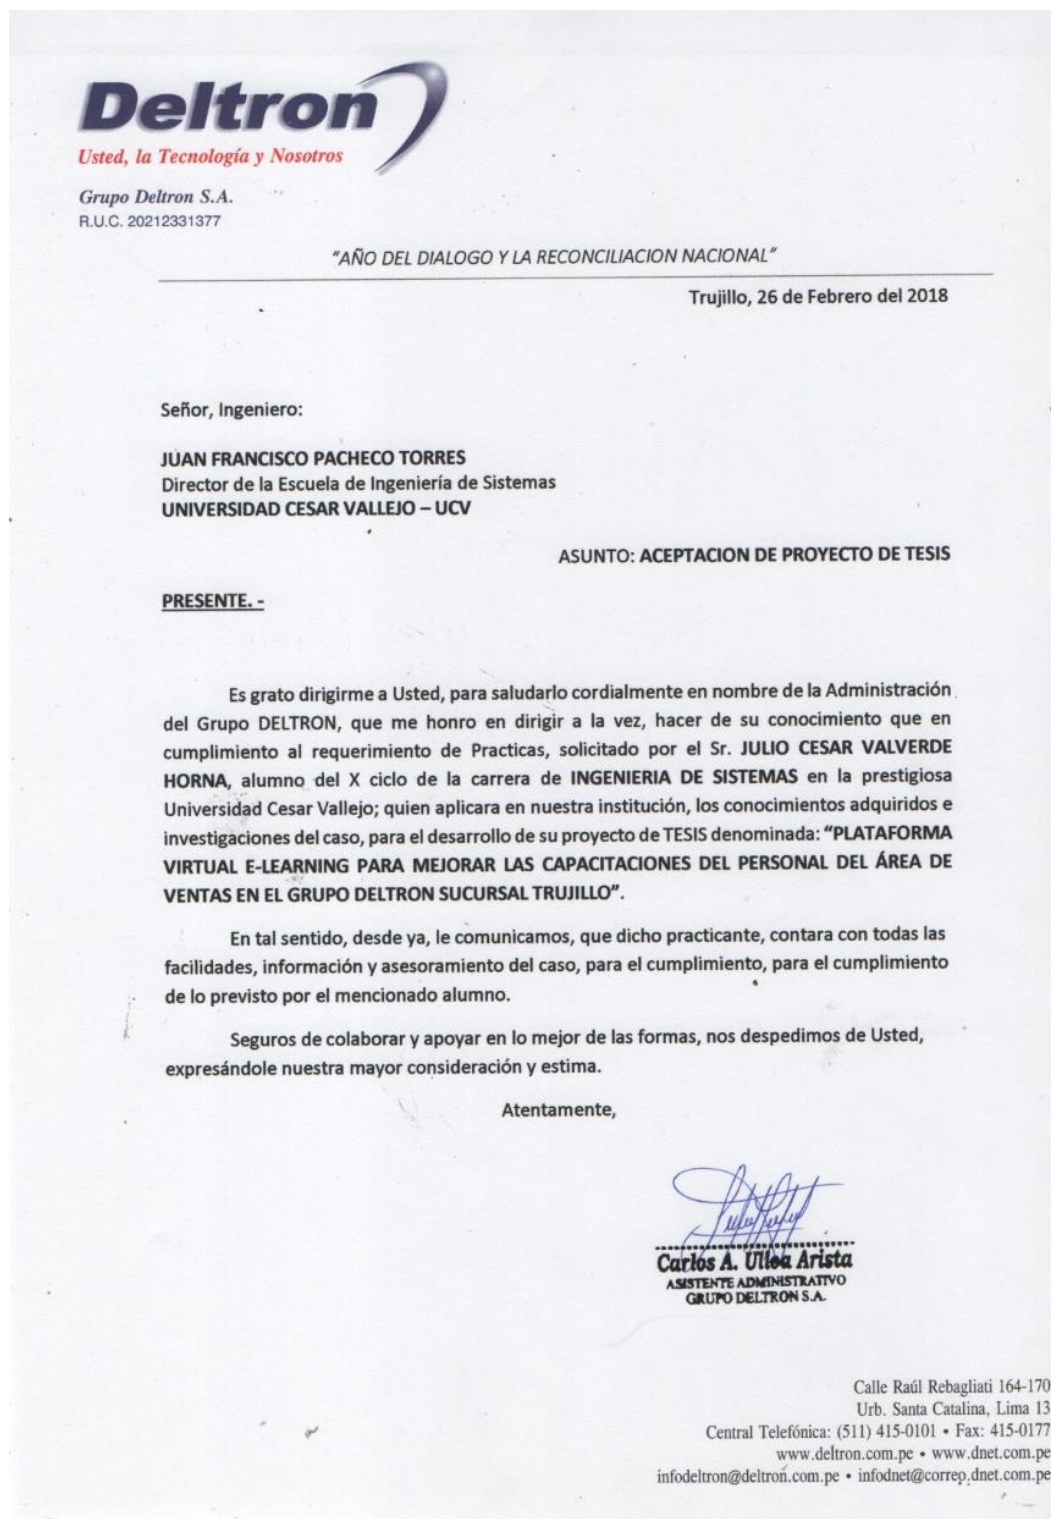 Deltron
Usted, la Tecnología y Nosotros
Grupo Deltron S.A.
R.U.C. 20212331377
"AÑO DEL DIALOGO Y LA RECONCILIACION NACIONAL"
Trujillo, 26 de Febrero del 2018
Señor, Ingeniero:
JUAN FRANCISCO PACHECO TORRES
Director de la Escuela de Ingeniería de Sistemas
UNIVERSIDAD CESAR VALLEJO – UCV
ASUNTO: ACEPTACION DE PROYECTO DE TESIS
PRESENTE. -
Es grato dirigirme a Usted, para saludarlo cordialmente en nombre de la Administración
del Grupo DELTRON, que me honro en dirigir a la vez, hacer de su conocimiento que en
cumplimiento al requerimiento de Practicas, solicitado por el Sr. JULIO CESAR VALVERDE
HORNA, alumno del X ciclo de la carrera de INGENIERIA DE SISTEMAS en la prestigiosa
Universidad Cesar Vallejo; quien aplicara en nuestra institución, los conocimientos adquiridos e
investigaciones del caso, para el desarrollo de su proyecto de TESIS denominada: "PLATAFORMA
VIRTUAL E-LEARNING PARA MEJORAR LAS CAPACITACIONES DEL PERSONAL DEL ÁREA DE
VENTAS EN EL GRUPO DELTRON SUCURSAL TRUJILLO".
En tal sentido, desde ya, le comunicamos, que dicho practicante, contara con todas las
facilidades, información y asesoramiento del caso, para el cumplimiento, para el cumplimiento
de lo previsto por el mencionado alumno.
Seguros de colaborar y apoyar en lo mejor de las formas, nos despedimos de Usted,
expresándole nuestra mayor consideración y estima.
Atentamente,
Carlos A. Ulloa Arista
ASISTENTE ADMINISTRATIVO
GRUPO DELTRON S.A.
Calle Raúl Rebagliati 164-170
Urb. Santa Catalina, Lima 13
Central Telefónica: (511) 415-0101 • Fax: 415-0177
www.deltron.com.pe • www.dnet.com.pe
infodeltron@deltron.com.pe • infodnet@correo.dnet.com.pe